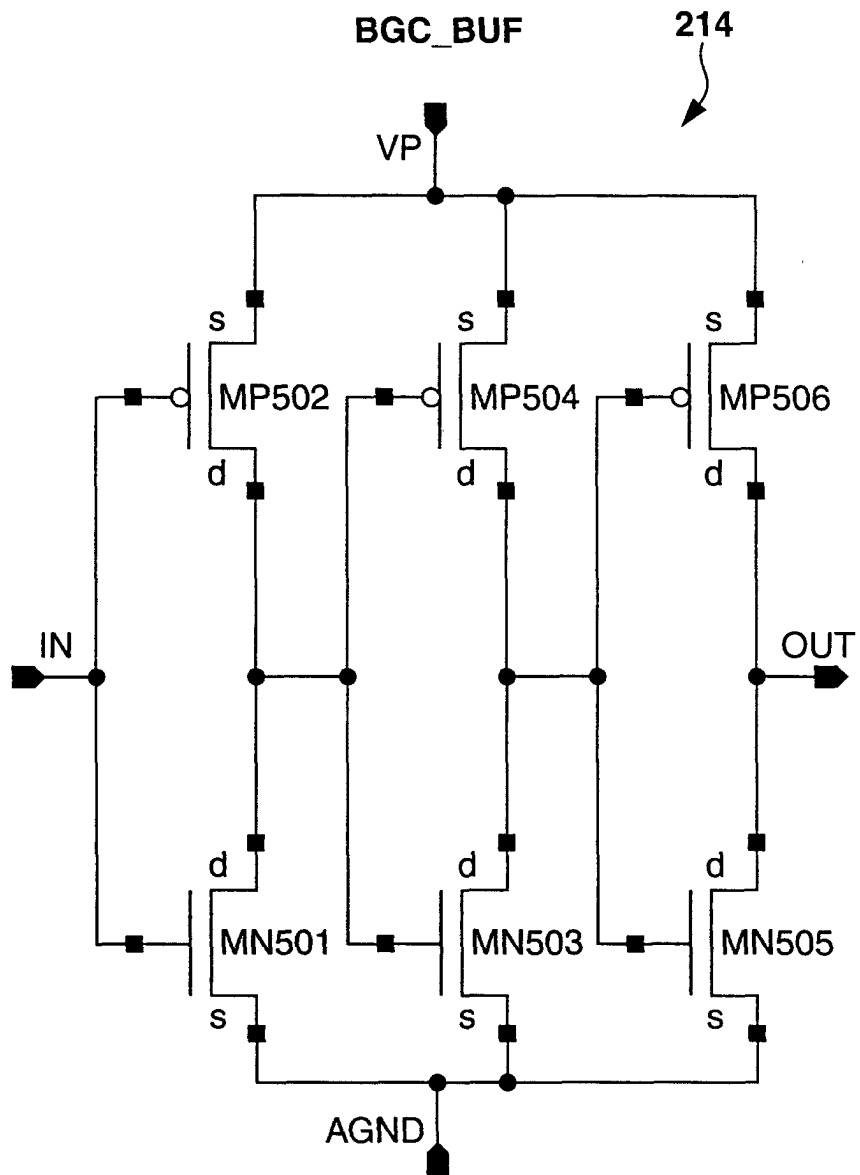 BGC_BUF 214
VP
s s s
MP502 MP504 MP506
d d d
IN OUT
d d d
MN501 MN503 MN505
s s s
AGND